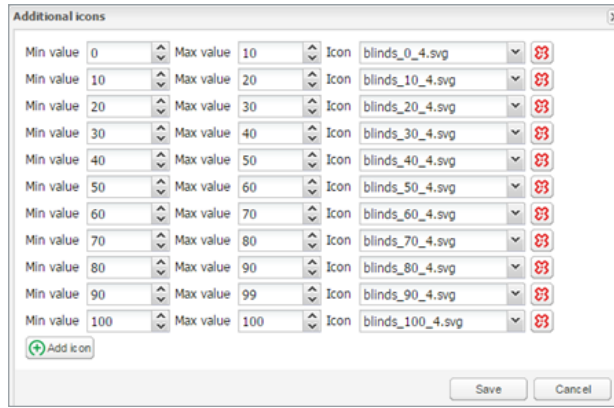 Additional icons
Min value 0 Max value 10 Icon blinds_0_4.svg
Min value 10 Max value 20 Icon blinds_10_4.svg
Min value 20 Max value 30 Icon blinds_20_4.svg
Min value 30 Max value 40 Icon blinds_30_4.svg
Min value 40 Max value 50 Icon blinds_40_4.svg
Min value 50 Max value 60 Icon blinds_50_4.svg
Min value 60 Max value 70 Icon blinds_60_4.svg
Min value 70 Max value 80 Icon blinds_70_4.svg
Min value 80 Max value 90 Icon blinds_80_4.svg
Min value 90 Max value 99 Icon blinds_90_4.svg
Min value 100 Max value 100 Icon blinds_100_4.svg
Add icon
Save Cancel